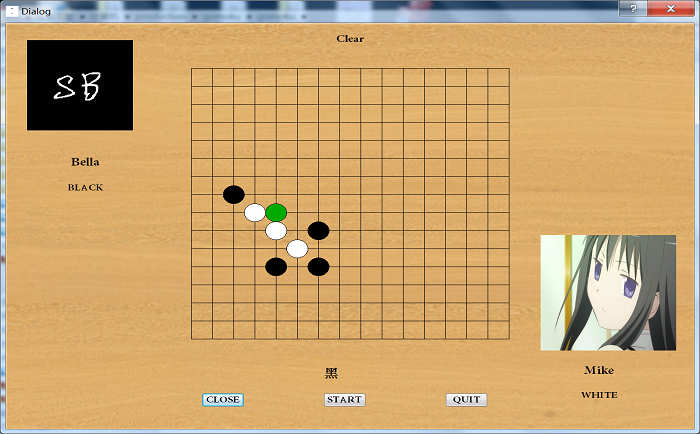 Dialog
Clear
SB
Bella
BLACK
黑
Mike
WHITE
CLOSE
START
QUIT